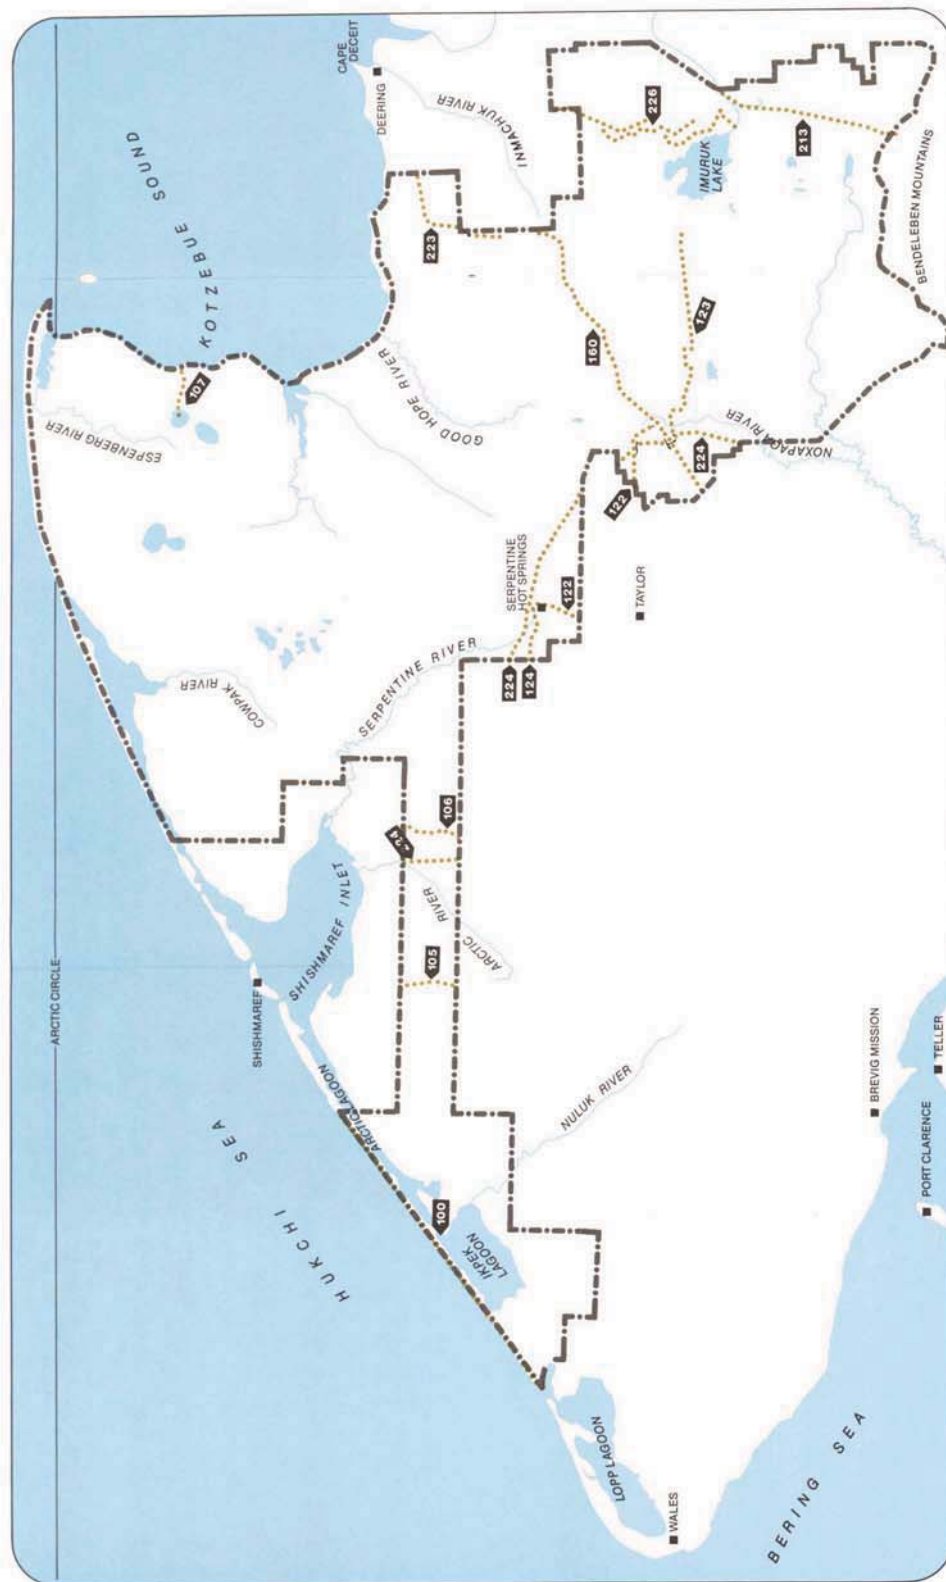 ARCTIC CIRCLE
HUKCHI
SEA
KOTZEBUE SOUND
CAPE
DECEIT
DEERING
INMACHUK RIVER
ESPENBERG RIVER
107
GOOD HOPE RIVER
223
226
IMURUK
LAKE
213
BENDELEBEN MOUNTAINS
160
123
NOXAPAGA RIVER
224
122
SERPENTINE
HOT SPRINGS
122
TAYLOR
224
124
SERPENTINE RIVER
COWPAK RIVER
SHISHMAREF
SHISHMAREF INLET
224
106
105
ARCTIC
RIVER
ARCTIC LAGOON
100
IKPEK
LAGOON
NULUK RIVER
LOPP LAGOON
WALES
BREVIG MISSION
TELLER
PORT CLARENCE
BERING SEA